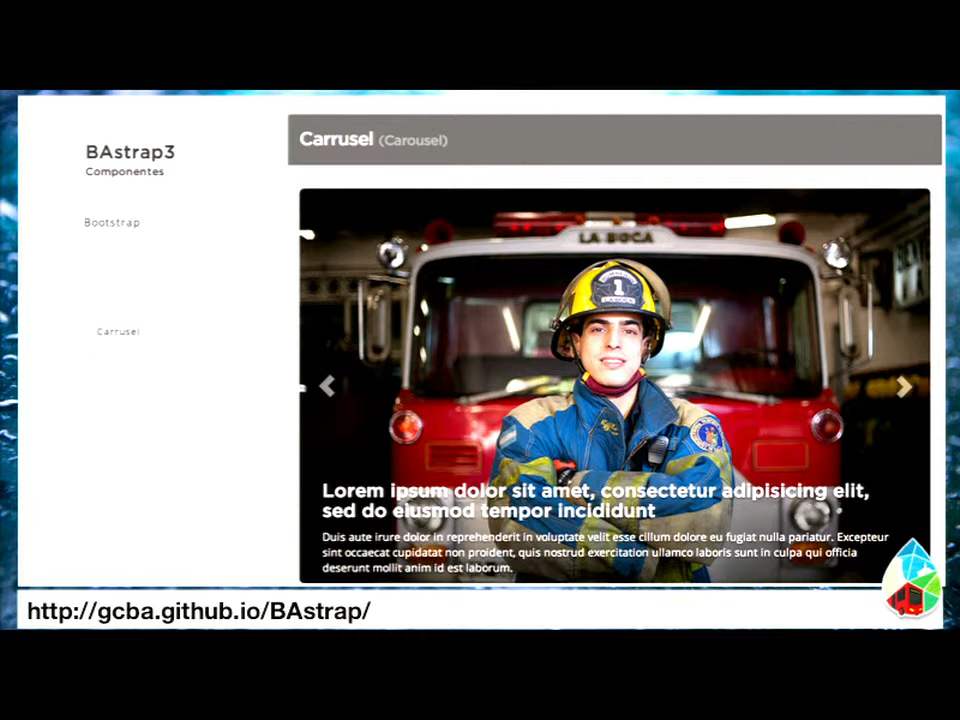 BAstrap3
Componentes
Bootstrap
Carrusel
Carrusel (Carousel)
LA BOCA
1
Lorem ipsum dolor sit amet, consectetur adipisicing elit,
sed do eiusmod tempor incididunt
Duis aute irure dolor in reprehenderit in voluptate velit esse cillum dolore eu fugiat nulla pariatur. Excepteur
sint occaecat cupidatat non proident, quis nostrud exercitation ullamco laboris sunt in culpa qui officia
deserunt mollit anim id est laborum.
http://gcba.github.io/BAstrap/